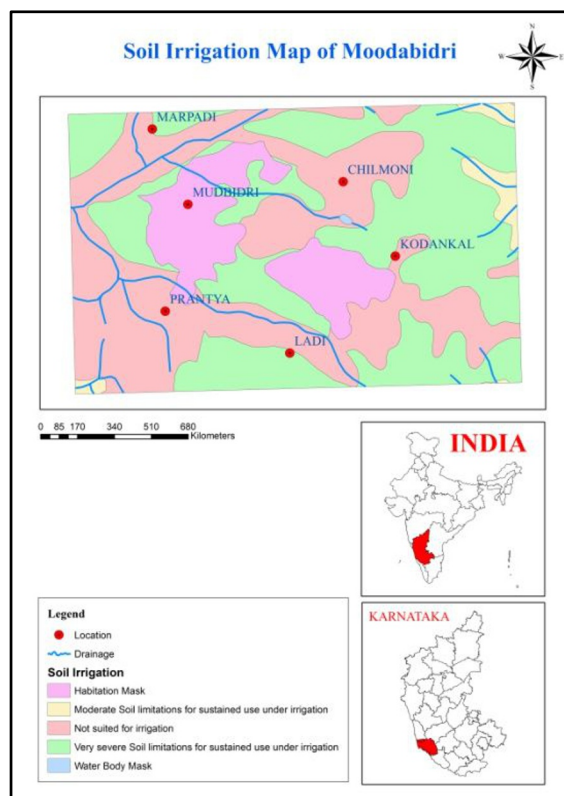 Soil Irrigation Map of Moodabidri
N
W
E
S
MARPADI
CHILMONI
MUDBIDRI
KODANKAL
PRANTYA
LADI
0 85 170 340 510 680
Kilometers
INDIA
KARNATAKA
Legend
Location
Drainage
Soil Irrigation
Habitation Mask
Moderate Soil limitations for sustained use under irrigation
Not suited for irrigation
Very severe Soil limitations for sustained use under irrigation
Water Body Mask